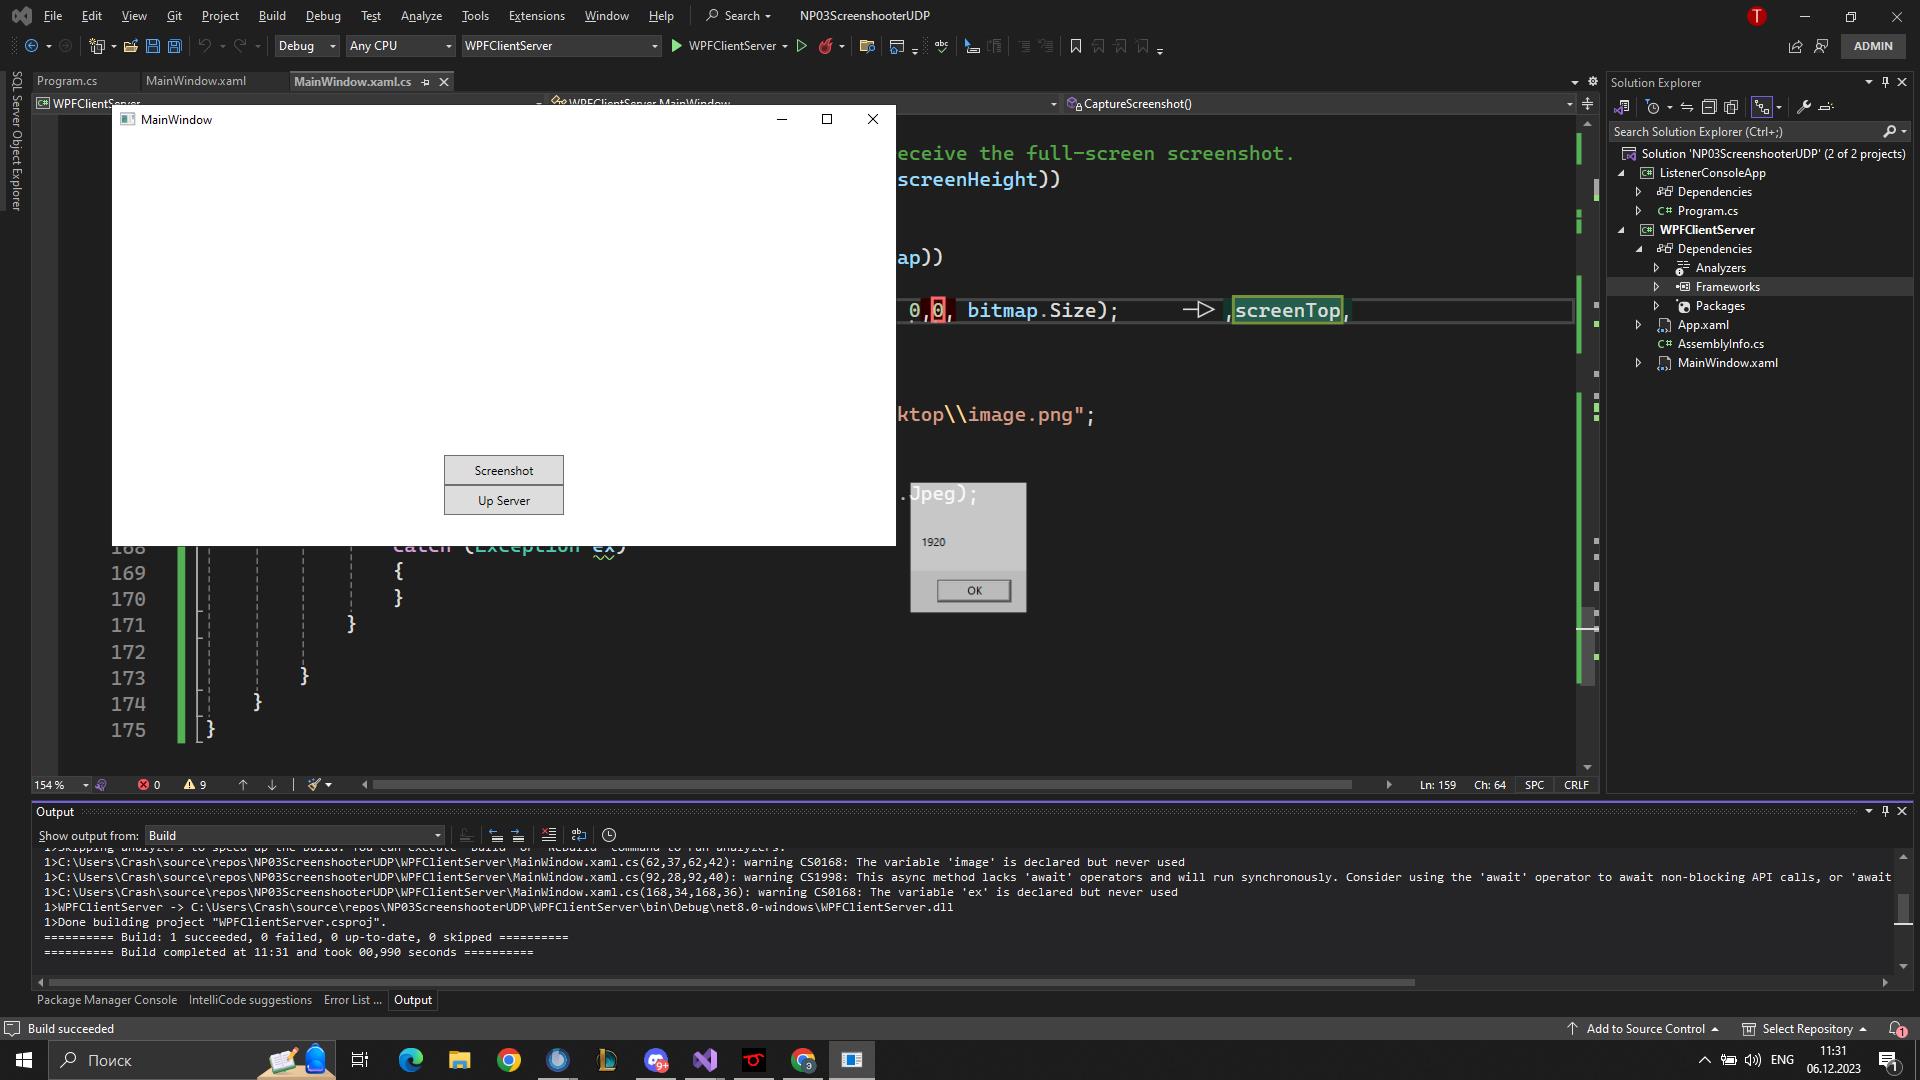 File Edit View Git Project Build Debug Test Analyze Tools Extensions Window Help Search NP03ScreenshooterUDP T
Debug Any CPU WPFClientServer WPFClientServer ADMIN
SQL Server Object Explorer
Program.cs MainWindow.xaml MainWindow.xaml.cs
WPFClientServer WPFClientServer.MainWindow CaptureScreenshot()
MainWindow
eceive the full-screen screenshot.
screenHeight))
ap))
0,0, bitmap.Size); ,screenTop,
ktop\\image.png";
.Jpeg);
Screenshot
Up Server
1920
OK
168 catch (Exception ex)
169 {
170 }
171 }
172
173 }
174 }
175 }
154 % 0 9 Ln: 159 Ch: 64 SPC CRLF
Solution Explorer
Search Solution Explorer (Ctrl+;)
Solution 'NP03ScreenshooterUDP' (2 of 2 projects)
ListenerConsoleApp
Dependencies
C# Program.cs
WPFClientServer
Dependencies
Analyzers
Frameworks
Packages
App.xaml
C# AssemblyInfo.cs
MainWindow.xaml
Output
Show output from: Build
1>Skipping analyzers to speed up the build. You can execute 'Build' or 'Rebuild' command to run analyzers.
1>C:\Users\Crash\source\repos\NP03ScreenshooterUDP\WPFClientServer\MainWindow.xaml.cs(62,37,62,42): warning CS0168: The variable 'image' is declared but never used
1>C:\Users\Crash\source\repos\NP03ScreenshooterUDP\WPFClientServer\MainWindow.xaml.cs(92,28,92,40): warning CS1998: This async method lacks 'await' operators and will run synchronously. Consider using the 'await' operator to await non-blocking API calls, or 'await
1>C:\Users\Crash\source\repos\NP03ScreenshooterUDP\WPFClientServer\MainWindow.xaml.cs(168,34,168,36): warning CS0168: The variable 'ex' is declared but never used
1>WPFClientServer -> C:\Users\Crash\source\repos\NP03ScreenshooterUDP\WPFClientServer\bin\Debug\net8.0-windows\WPFClientServer.dll
1>Done building project "WPFClientServer.csproj".
========== Build: 1 succeeded, 0 failed, 0 up-to-date, 0 skipped ==========
========== Build completed at 11:31 and took 00,990 seconds ==========
Package Manager Console IntelliCode suggestions Error List ... Output
Build succeeded Add to Source Control Select Repository 1
Поиск 9+ ENG 11:31
06.12.2023 1